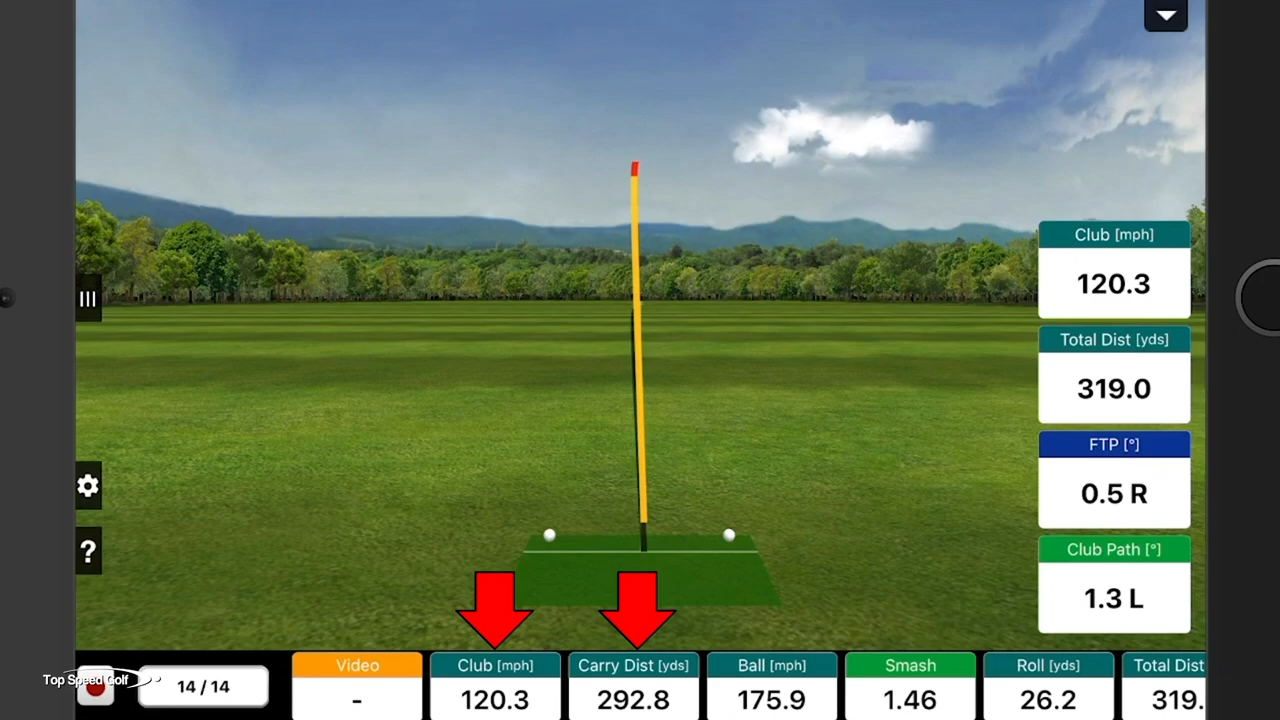 Club [mph]
120.3
Total Dist [yds]
319.0
FTP [°]
0.5 R
Club Path [°]
1.3 L
?
Top Speed Golf
14 / 14
Video
-
Club [mph]
120.3
Carry Dist [yds]
292.8
Ball [mph]
175.9
Smash
1.46
Roll [yds]
26.2
Total Dist
319.